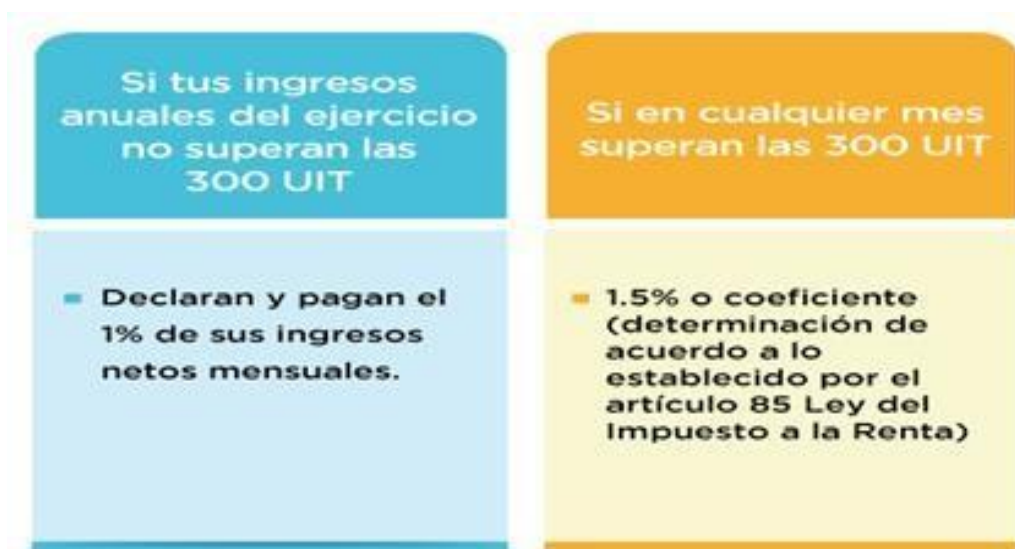 Si tus ingresos
anuales del ejercicio
no superan las
300 UIT
Declaran y pagan el
1% de sus ingresos
netos mensuales.
Si en cualquier mes
superan las 300 UIT
1.5% o coeficiente
(determinación de
acuerdo a lo
establecido por el
artículo 85 Ley del
Impuesto a la Renta)